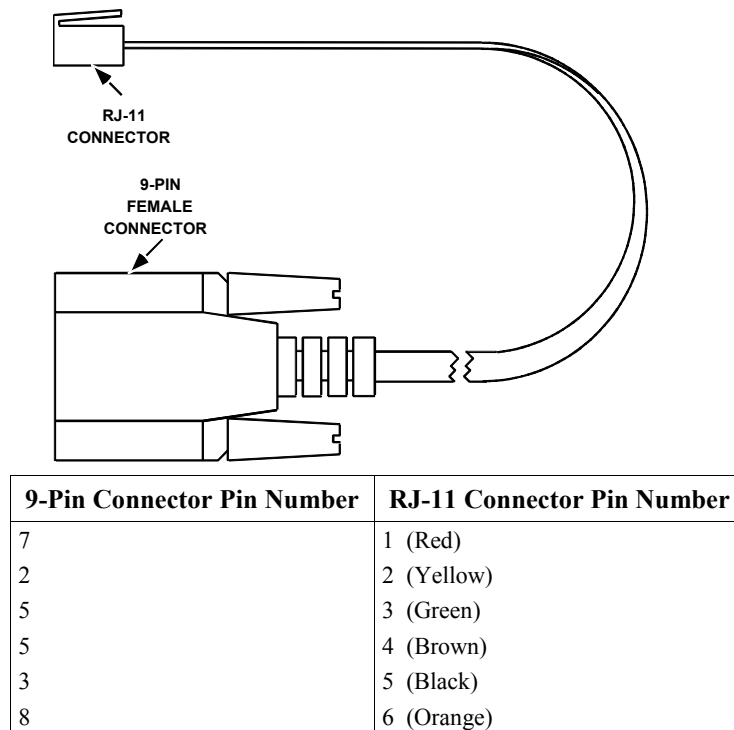 RJ-11
CONNECTOR
9-PIN
FEMALE
CONNECTOR
9-Pin Connector Pin Number RJ-11 Connector Pin Number
7 1 (Red)
2 2 (Yellow)
5 3 (Green)
5 4 (Brown)
3 5 (Black)
8 6 (Orange)